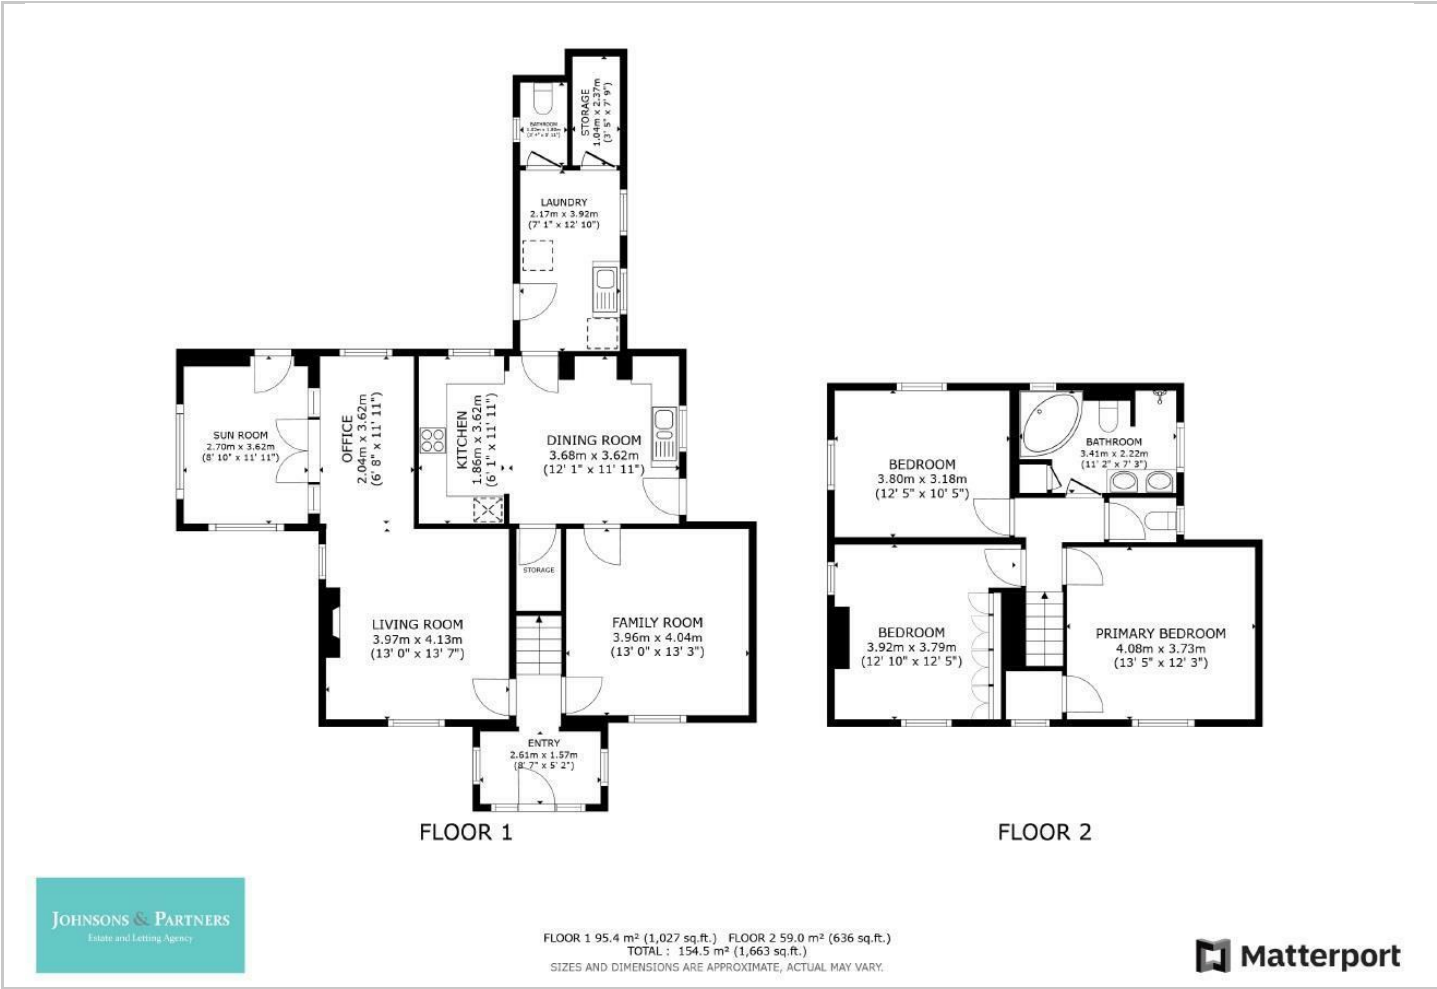 STORAGE
1.04m x 2.37m
(3' 5" x 7' 9")
BATHROOM
LAUNDRY
2.17m x 3.92m
(7' 1" x 12' 10")
SUN ROOM
2.70m x 3.62m
(8' 10" x 11' 11")
OFFICE
2.04m x 3.62m
(6' 8" x 11' 11")
KITCHEN
1.86m x 3.62m
(6' 1" x 11' 11")
DINING ROOM
3.68m x 3.62m
(12' 1" x 11' 11")
STORAGE
LIVING ROOM
3.97m x 4.13m
(13' 0" x 13' 7")
FAMILY ROOM
3.96m x 4.04m
(13' 0" x 13' 3")
ENTRY
2.61m x 1.57m
(8' 7" x 5' 2")
FLOOR 1
BEDROOM
3.80m x 3.18m
(12' 5" x 10' 5")
BATHROOM
3.41m x 2.22m
(11' 2" x 7' 3")
BEDROOM
3.92m x 3.79m
(12' 10" x 12' 5")
PRIMARY BEDROOM
4.08m x 3.73m
(13' 5" x 12' 3")
FLOOR 2
JOHNSONS & PARTNERS
Estate and Letting Agency
FLOOR 1 95.4 m² (1,027 sq.ft.) FLOOR 2 59.0 m² (636 sq.ft.)
TOTAL : 154.5 m² (1,663 sq.ft.)
SIZES AND DIMENSIONS ARE APPROXIMATE, ACTUAL MAY VARY.
Matterport